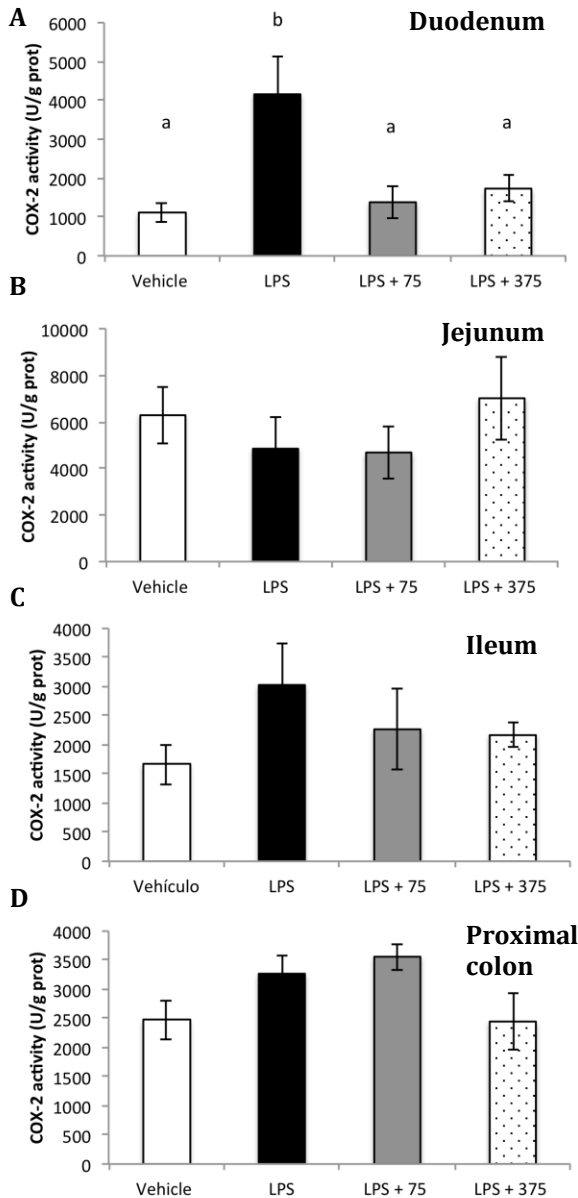 A
Duodenum
COX-2 activity (U/g prot)
6000
5000
4000
3000
2000
1000
0
a
b
a
a
Vehicle LPS LPS + 75 LPS + 375
B
Jejunum
COX-2 activity (U/g prot)
10000
8000
6000
4000
2000
0
Vehicle LPS LPS + 75 LPS + 375
C
Ileum
COX-2 activity (U/g prot)
4000
3500
3000
2500
2000
1500
1000
500
0
Vehículo LPS LPS + 75 LPS + 375
D
Proximal
colon
COX-2 activity (U/g prot)
4000
3500
3000
2500
2000
1500
1000
500
0
Vehicle LPS LPS + 75 LPS + 375